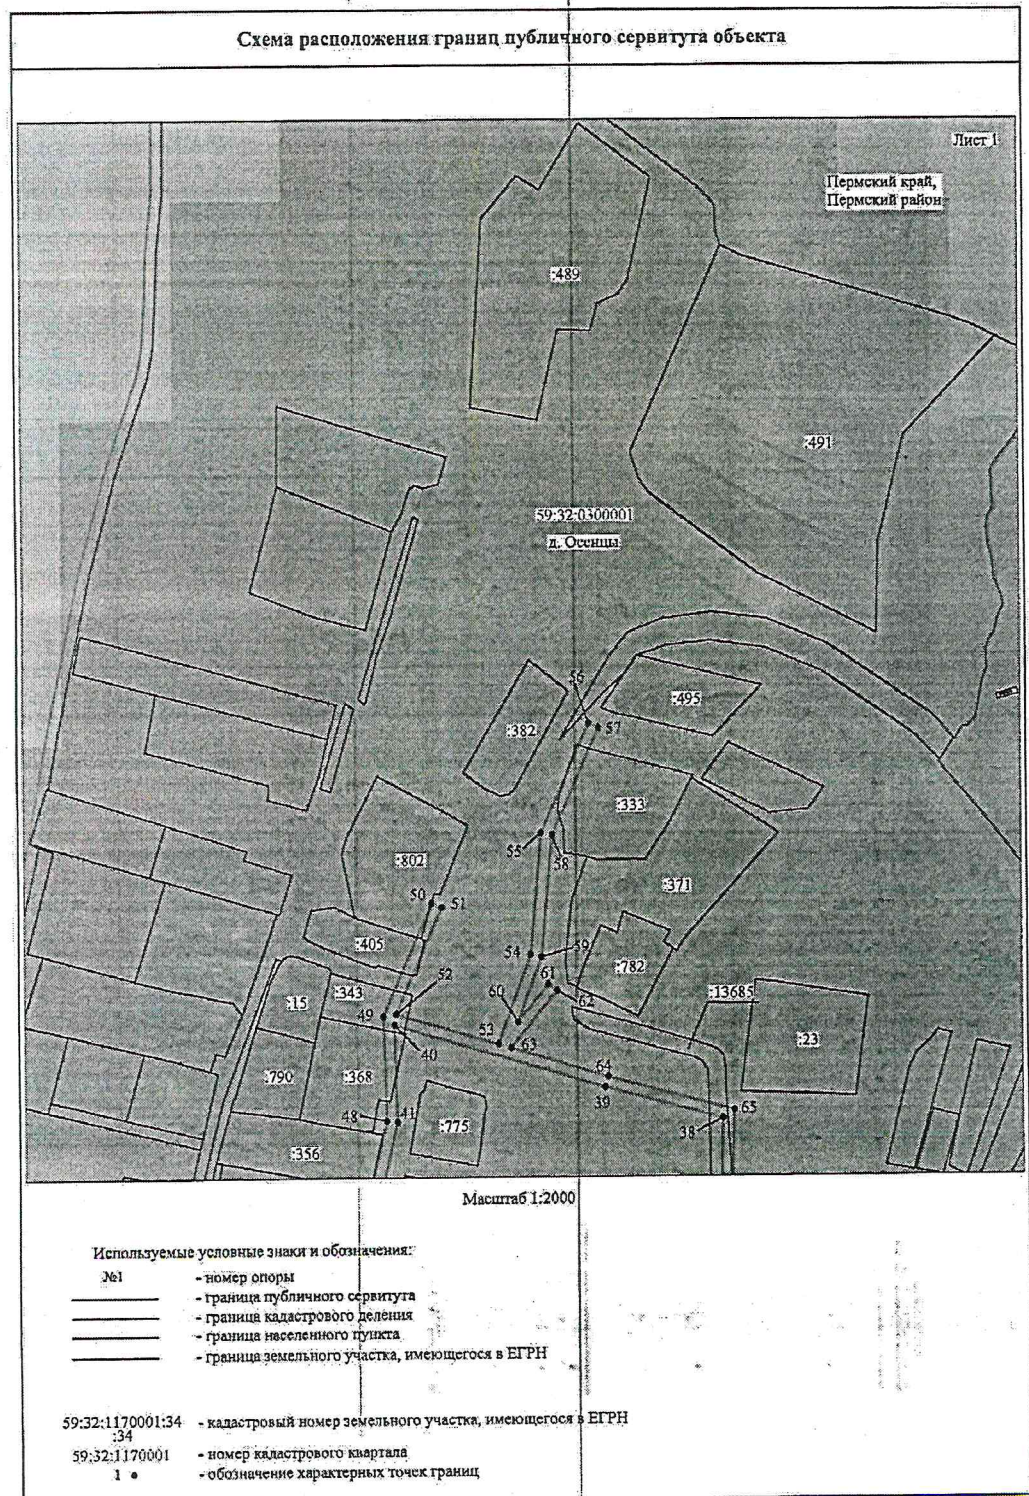 Схема расположения границ публичного сервитута объекта
Лист 1
Пермский край,
Пермский район
:489
:491
59:32:0300001
д. Осенцы
56
:495
57
:382
:333
55
58
:802
:371
50
51
:405
52
54
59
:782
61
:13685
:15
:343
60
62
49
53
63
:23
40
:790
:368
64
39
65
48
41
:775
38
:356
Масштаб 1:2000
Используемые условные знаки и обозначения:
№1 - номер опоры
- граница публичного сервитута
- граница кадастрового деления
- граница населенного пункта
- граница земельного участка, имеющегося в ЕГРН
59:32:1170001:34 - кадастровый номер земельного участка, имеющегося в ЕГРН
:34
59:32:1170001 - номер кадастрового квартала
1 • - обозначение характерных точек границ